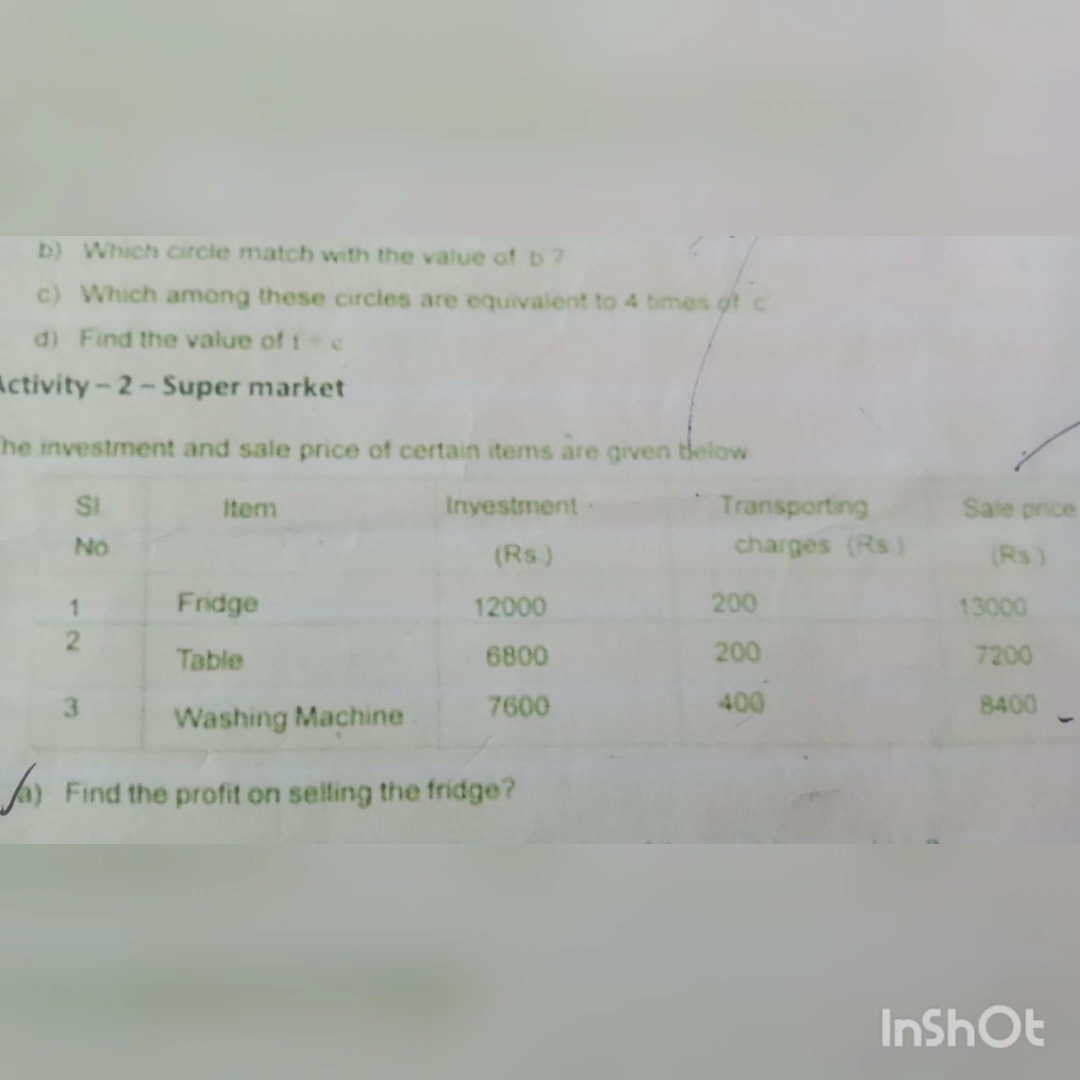 b) Which circle match with the value of b ?
c) Which among these circles are equivalent to 4 times of c.
d) Find the value of f ÷ c
Activity – 2 – Super market
he investment and sale price of certain items are given below
Sl No Item Investment (Rs.) Transporting charges (Rs.) Sale price (Rs.)
1 Fridge 12000 200 13000
2 Table 6800 200 7200
3 Washing Machine 7600 400 8400
a) Find the profit on selling the fridge?
InShOt